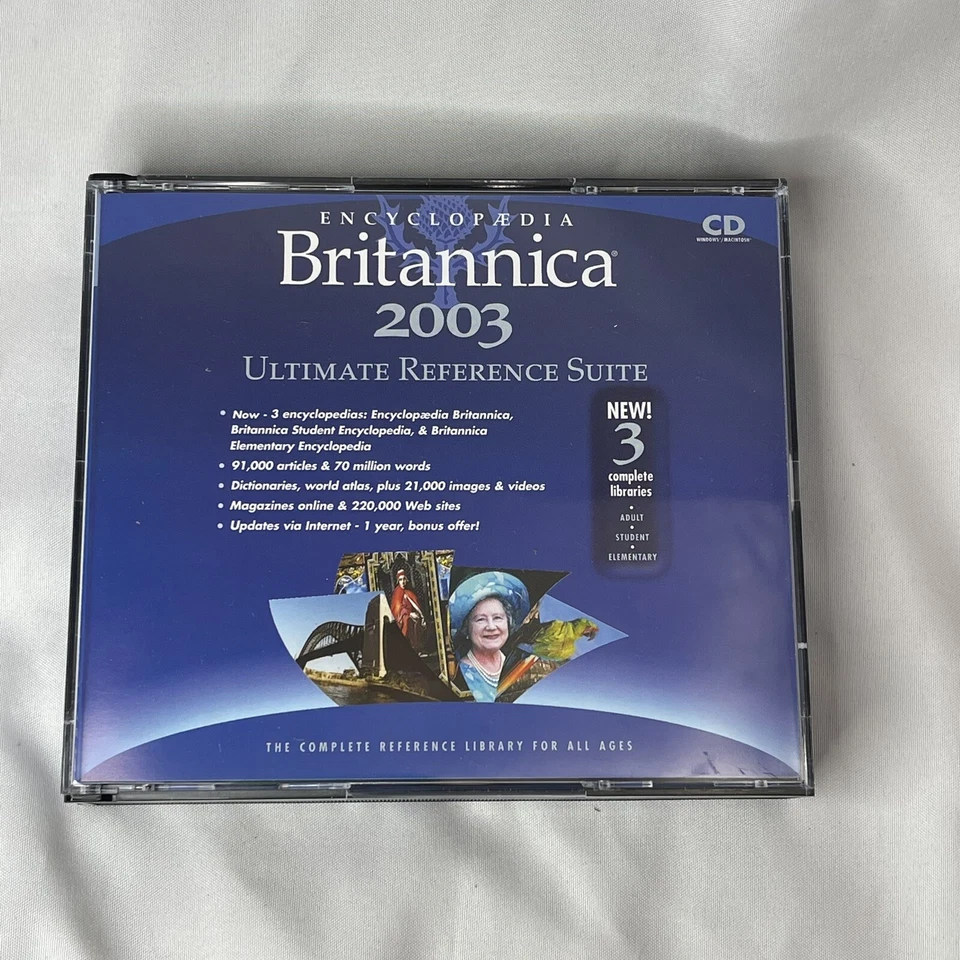 ENCYCLOPÆDIA
Britannica®
2003
ULTIMATE REFERENCE SUITE
CD
WINDOWS®/MACINTOSH®
• Now - 3 encyclopedias: Encyclopædia Britannica,
Britannica Student Encyclopedia, & Britannica
Elementary Encyclopedia
• 91,000 articles & 70 million words
• Dictionaries, world atlas, plus 21,000 images & videos
• Magazines online & 220,000 Web sites
• Updates via Internet - 1 year, bonus offer!
NEW!
3
complete
libraries
•
ADULT
•
STUDENT
•
ELEMENTARY
THE COMPLETE REFERENCE LIBRARY FOR ALL AGES